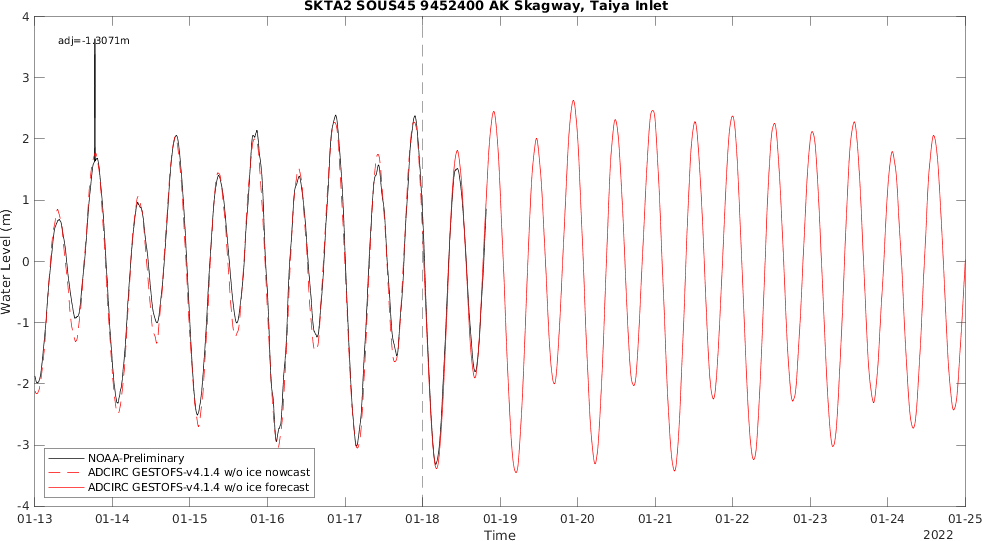 SKTA2 SOUS45 9452400 AK Skagway, Taiya Inlet
adj=-1.3071m
4
3
2
1
0
-1
-2
-3
-4
Water Level (m)
NOAA-Preliminary
ADCIRC GESTOFS-v4.1.4 w/o ice nowcast
ADCIRC GESTOFS-v4.1.4 w/o ice forecast
01-13 01-14 01-15 01-16 01-17 01-18 01-19 01-20 01-21 01-22 01-23 01-24 01-25
Time
2022